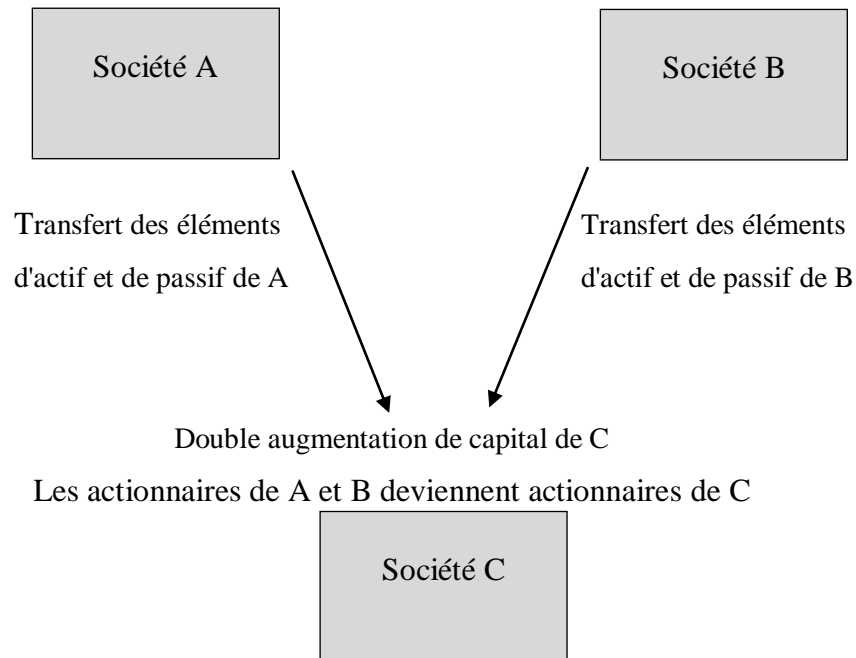 Société A
Société B
Transfert des éléments
d'actif et de passif de A
Transfert des éléments
d'actif et de passif de B
Double augmentation de capital de C
Les actionnaires de A et B deviennent actionnaires de C
Société C